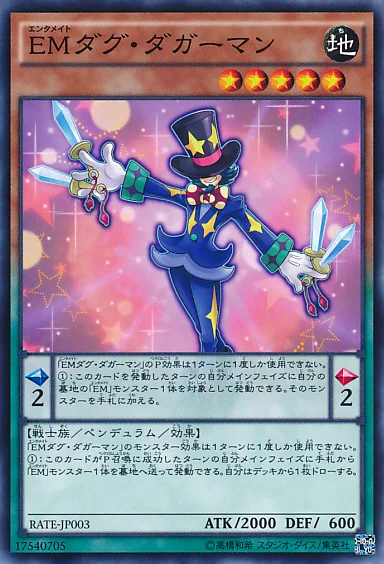 エンタメイト
EMダグ・ダガーマン
ち
地
「EMダグ・ダガーマン」のP効果は1ターンに1度しか使用できない。
①:このカードを発動したターンの自分メインフェイズに自分の
墓地の「EM」モンスター1体を対象として発動できる。そのモン
スターを手札に加える。
2
2
【戦士族/ペンデュラム/効果】
「EMダグ・ダガーマン」のモンスター効果は1ターンに1度しか使用できない。
①:このカードがP召喚に成功したターンの自分メインフェイズに手札から
「EM」モンスター1体を墓地へ送って発動できる。自分はデッキから1枚ドローする。
RATE-JP003
ATK/2000 DEF/ 600
17540705
©高橋和希 スタジオ・ダイス/集英社